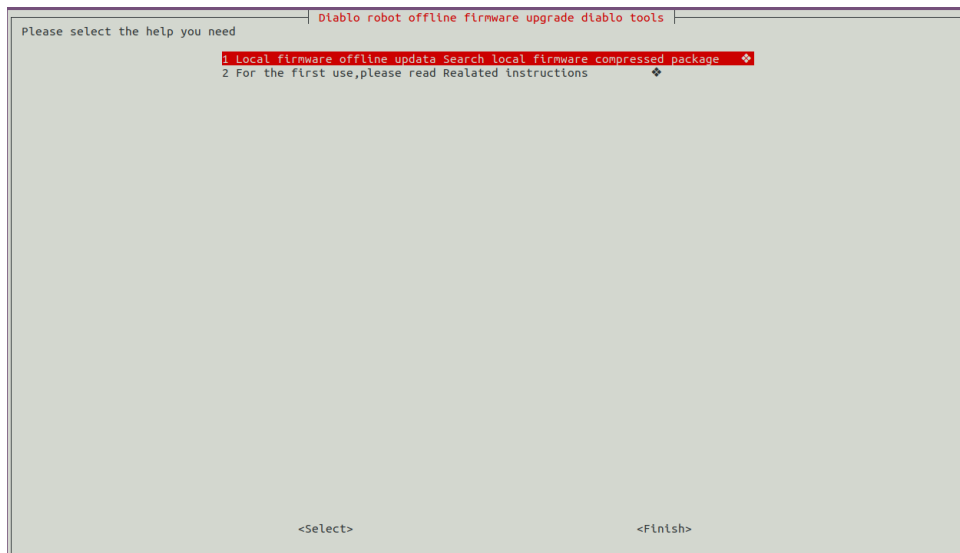 Diablo robot offline firmware upgrade diablo tools
Please select the help you need
1 Local firmware offline updata Search local firmware compressed package ❖
2 For the first use,please read Realated instructions ❖
<Select> <Finish>